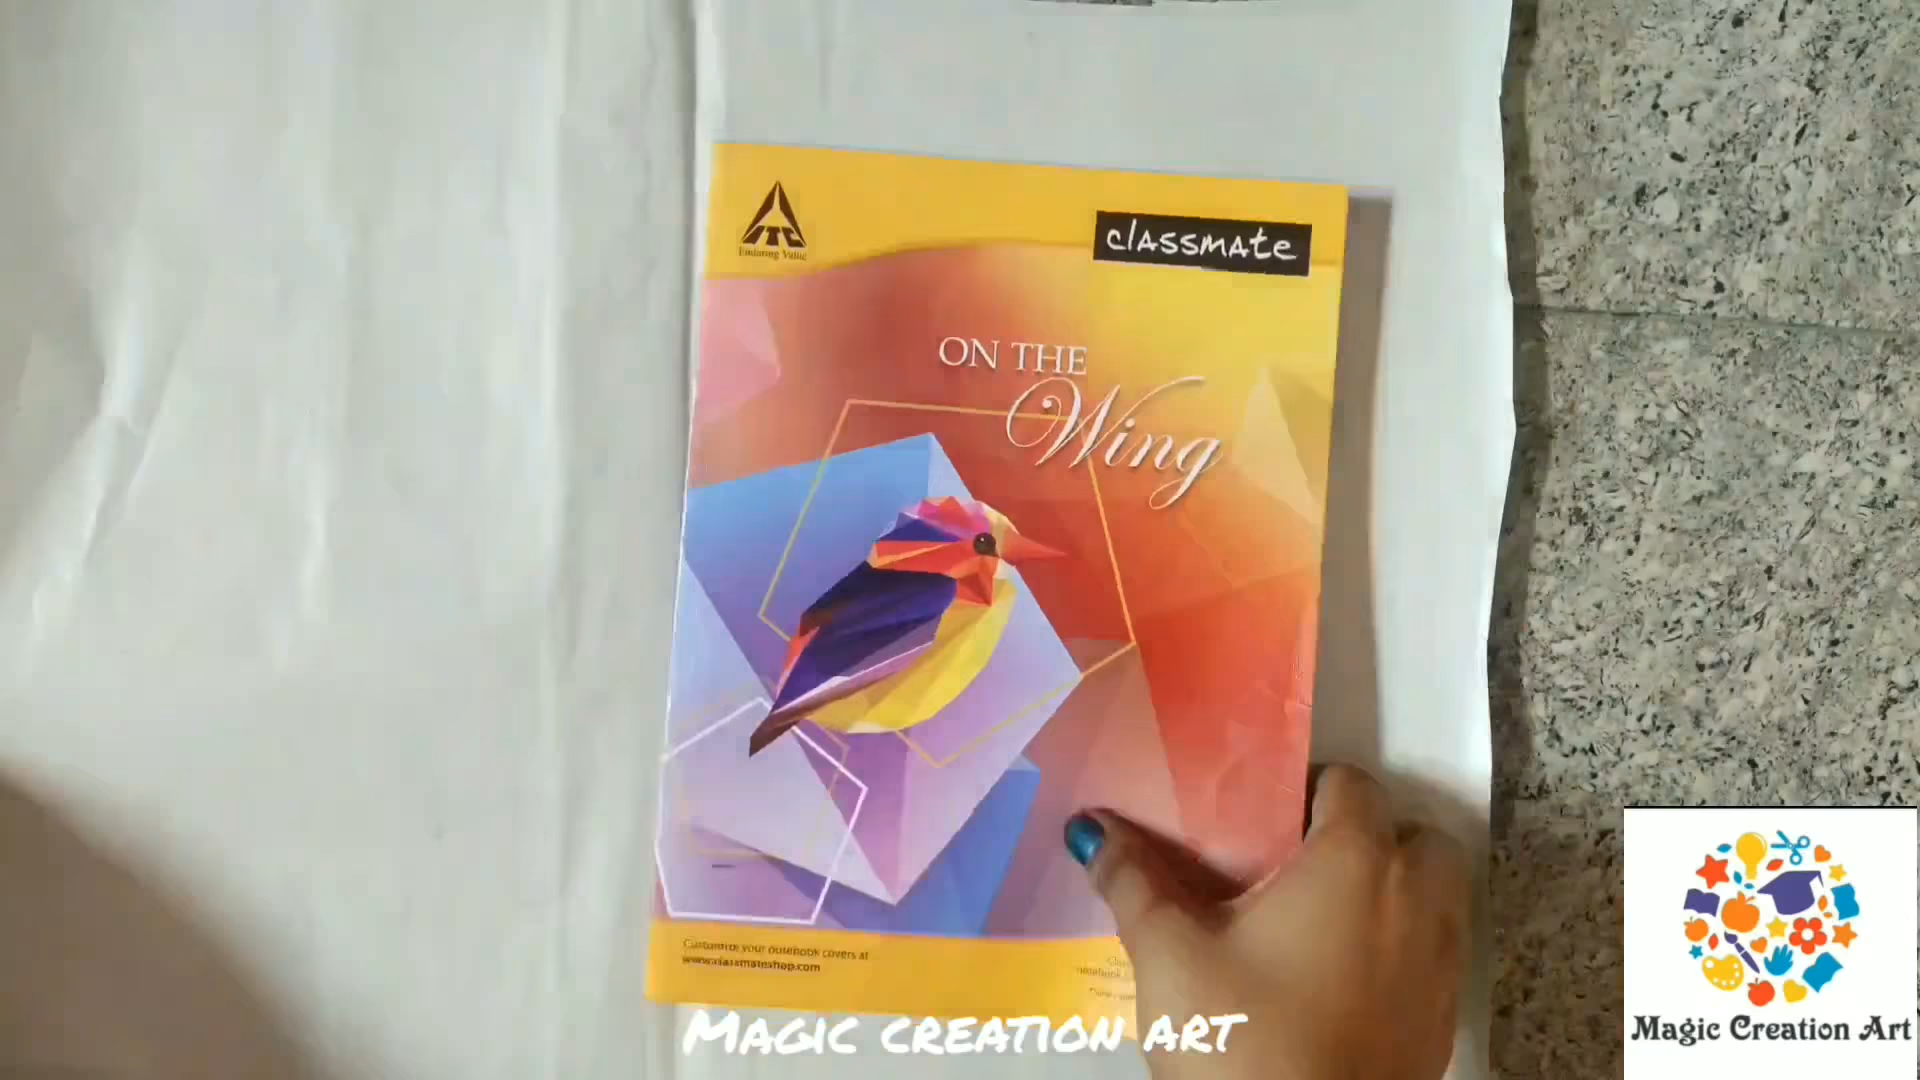 ITC
Enduring Value
classmate
ON THE
Wing
Customize your notebook covers at
www.classmateshop.com
MAGIC CREATION ART
Magic Creation Art